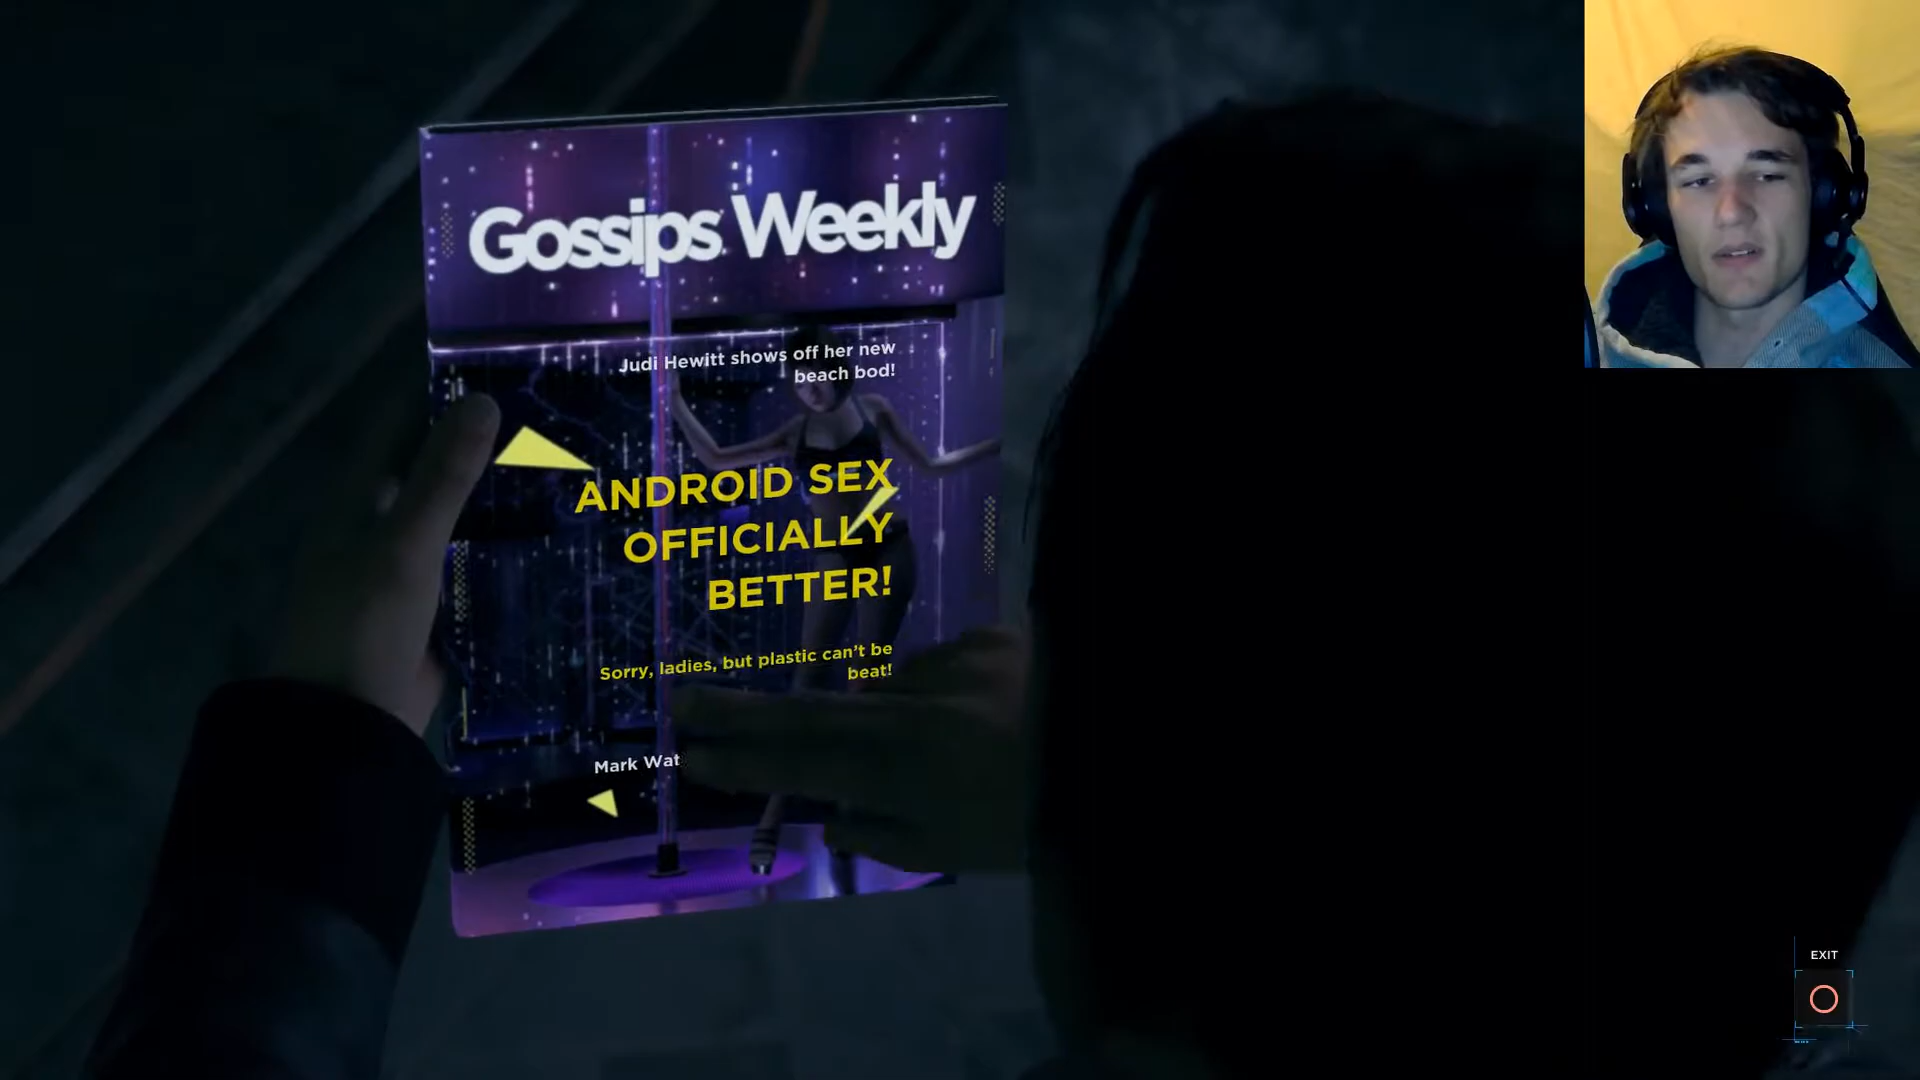 Gossips Weekly
Judi Hewitt shows off her new
beach bod!
ANDROID SEX
OFFICIALLY
BETTER!
Sorry, ladies, but plastic can't be
beat!
Mark Wat
EXIT